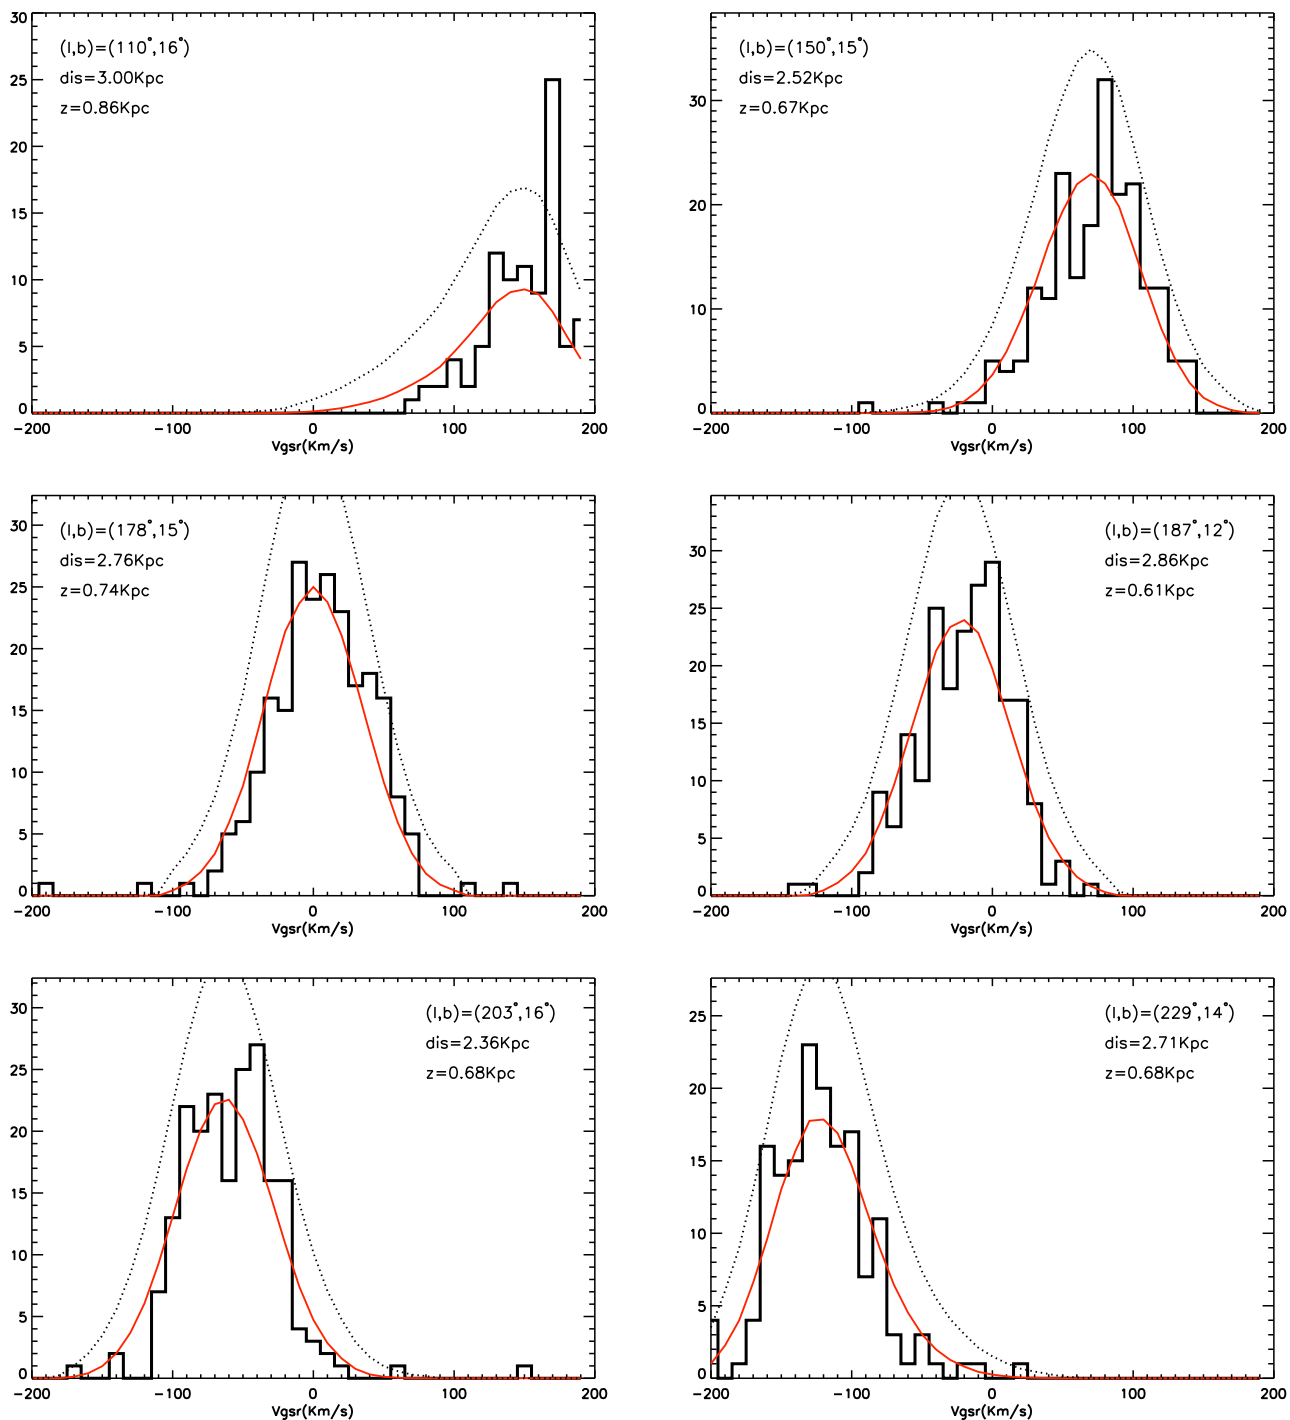 (l,b)=(110°,16°)
dis=3.00Kpc
z=0.86Kpc
30
25
20
15
10
5
0
-200 -100 0 100 200
Vgsr(Km/s)
(l,b)=(150°,15°)
dis=2.52Kpc
z=0.67Kpc
30
20
10
0
-200 -100 0 100 200
Vgsr(Km/s)
(l,b)=(178°,15°)
dis=2.76Kpc
z=0.74Kpc
30
25
20
15
10
5
0
-200 -100 0 100 200
Vgsr(Km/s)
(l,b)=(187°,12°)
dis=2.86Kpc
z=0.61Kpc
30
25
20
15
10
5
0
-200 -100 0 100 200
Vgsr(Km/s)
(l,b)=(203°,16°)
dis=2.36Kpc
z=0.68Kpc
30
25
20
15
10
5
0
-200 -100 0 100 200
Vgsr(Km/s)
(l,b)=(229°,14°)
dis=2.71Kpc
z=0.68Kpc
25
20
15
10
5
0
-200 -100 0 100 200
Vgsr(Km/s)